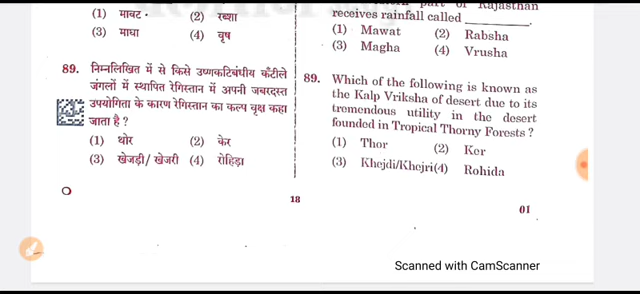 (1) मावट
(2) रब्शा
(3) माघा
(4) वृष
89. निम्नलिखित में से किसे उष्णकटिबंधीय कँटीले
जंगलों में स्थापित रेगिस्तान में अपनी जबरदस्त
उपयोगिता के कारण रेगिस्तान का कल्प वृक्ष कहा
जाता है ?
(1) थोर
(2) केर
(3) खेजड़ी/ खेजरी (4) रोहिड़ा
part of Rajasthan
receives rainfall called
(1) Mawat
(2) Rabsha
(3) Magha
(4) Vrusha
89. Which of the following is known as
the Kalp Vriksha of desert due to its
tremendous utility in the desert
founded in Tropical Thorny Forests ?
(1) Thor
(2) Ker
(3) Khejdi/Khejri(4) Rohida
18
01
Scanned with CamScanner